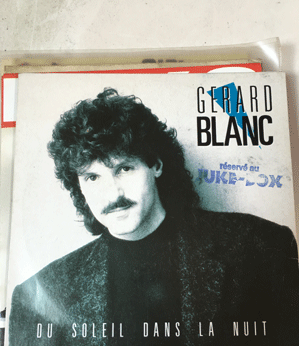 GERARD
BLANC
réservé au
JUKE-BOX
DU SOLEIL DANS LA NUIT